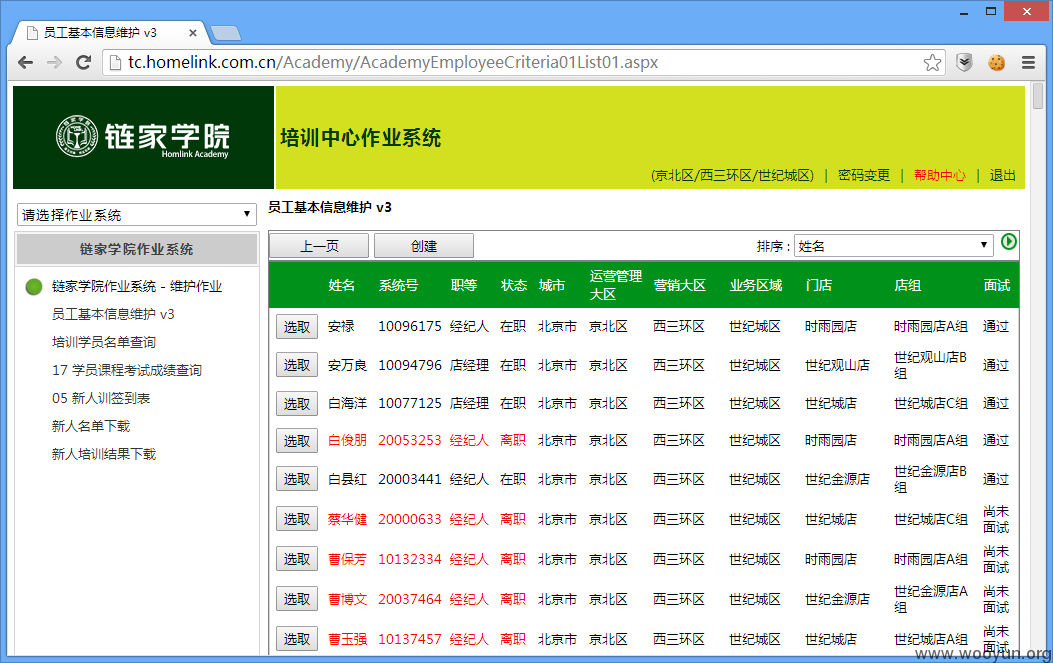 员工基本信息维护 v3
tc.homelink.com.cn/Academy/AcademyEmployeeCriteria01List01.aspx
链家学院
Homlink Academy
培训中心作业系统
(京北区/西三环区/世纪城区) | 密码变更 | 帮助中心 | 退出
请选择作业系统
员工基本信息维护 v3
链家学院作业系统
链家学院作业系统 - 维护作业
员工基本信息维护 v3
培训学员名单查询
17 学员课程考试成绩查询
05 新人训签到表
新人名单下载
新人培训结果下载
上一页 创建 排序 : 姓名
姓名 系统号 职等 状态 城市 运营管理大区 营销大区 业务区域 门店 店组 面试
选取 安禄 10096175 经纪人 在职 北京市 京北区 西三环区 世纪城区 时雨园店 时雨园店A组 通过
选取 安万良 10094796 店经理 在职 北京市 京北区 西三环区 世纪城区 世纪观山店 世纪观山店B组 通过
选取 白海洋 10077125 店经理 在职 北京市 京北区 西三环区 世纪城区 世纪城店 世纪城店C组 通过
选取 白俊朋 20053253 经纪人 离职 北京市 京北区 西三环区 世纪城区 时雨园店 时雨园店A组 通过
选取 白县红 20003441 经纪人 在职 北京市 京北区 西三环区 世纪城区 世纪金源店 世纪金源店B组 通过
选取 蔡华健 20000633 经纪人 离职 北京市 京北区 西三环区 世纪城区 世纪城店 世纪城店C组 尚未面试
选取 曹保芳 10132334 经纪人 离职 北京市 京北区 西三环区 世纪城区 时雨园店 时雨园店A组 尚未面试
选取 曹博文 20037464 经纪人 离职 北京市 京北区 西三环区 世纪城区 世纪金源店 世纪金源店A组 尚未面试
选取 曹玉强 10137457 经纪人 离职 北京市 京北区 西三环区 世纪城区 世纪城店 世纪城店A组 尚未面试
www.wooyun.org